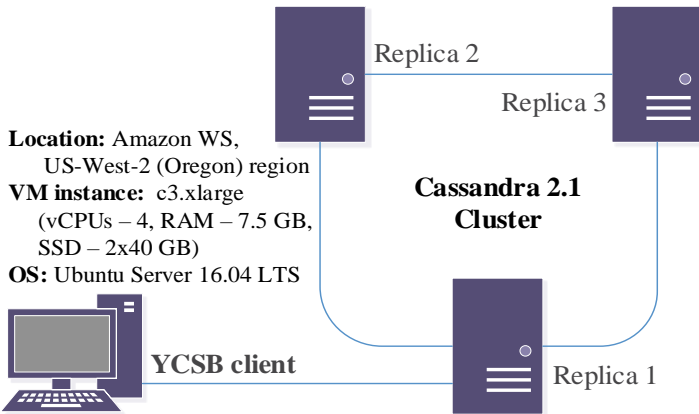 Replica 2
Replica 3
Location: Amazon WS,
US-West-2 (Oregon) region
VM instance: c3.xlarge
(vCPUs – 4, RAM – 7.5 GB,
SSD – 2x40 GB)
OS: Ubuntu Server 16.04 LTS
Cassandra 2.1
Cluster
YCSB client
Replica 1